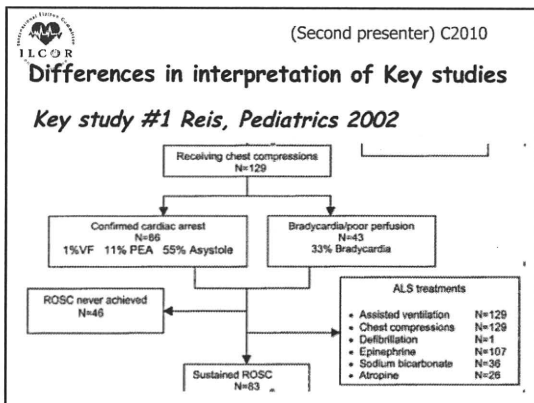 (Second presenter) C2010
ILCOR
Differences in interpretation of Key studies
Key study #1 Reis, Pediatrics 2002
Receiving chest compressions
N=129
Confirmed cardiac arrest
N=66
1%VF 11% PEA 55% Asystole
Bradycardia/poor perfusion
N=43
33% Bradycardia
ROSC never achieved
N=46
ALS treatments
• Assisted ventilation N=129
• Chest compressions N=129
• Defibrillation N=1
• Epinephrine N=107
• Sodium bicarbonate N=36
• Atropine N=26
Sustained ROSC
N=83